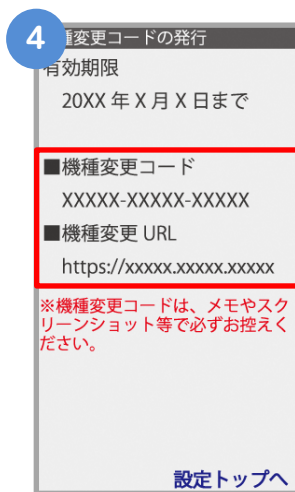 4
機種変更コードの発行
有効期限
20XX 年 X 月 X 日まで
■機種変更コード
XXXXX-XXXXX-XXXXX
■機種変更 URL
https://xxxxx.xxxxx.xxxxx
※機種変更コードは、メモやスク
リーンショット等で必ずお控えく
ださい。
設定トップへ